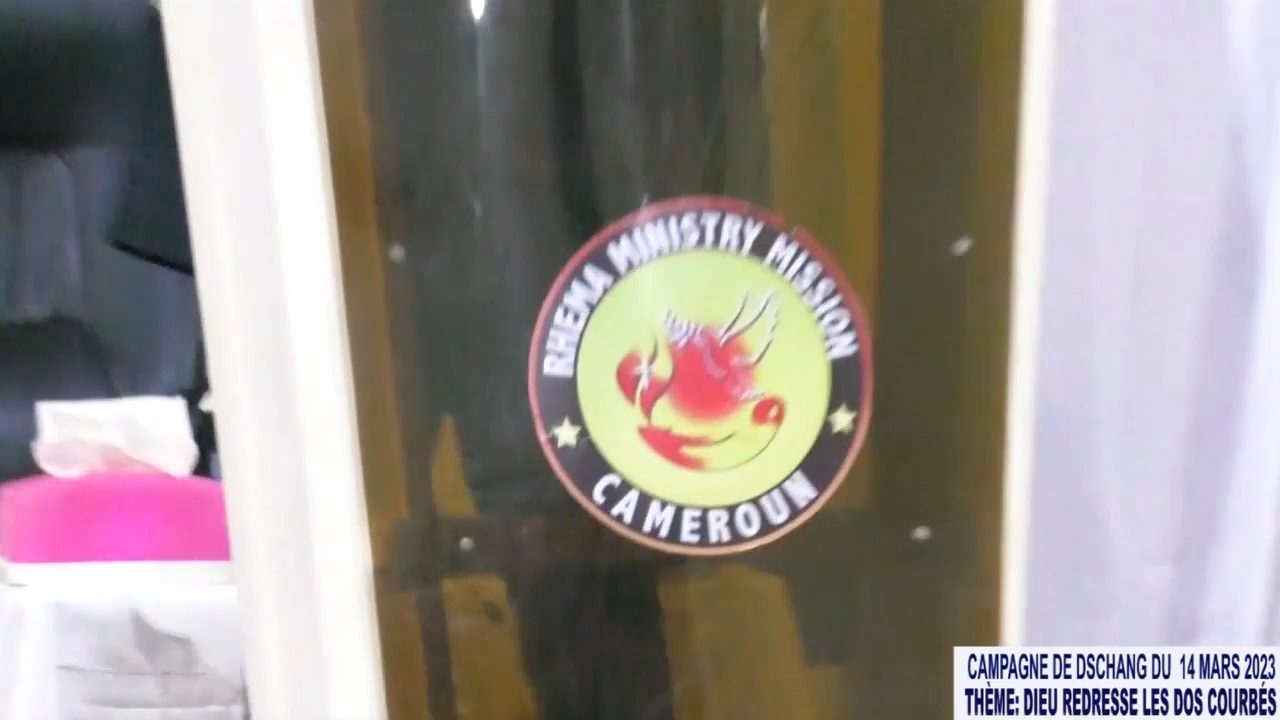 RHEMA MINISTRY MISSION
CAMEROUN
CAMPAGNE DE DSCHANG DU 14 MARS 2023
THÈME: DIEU REDRESSE LES DOS COURBÉS